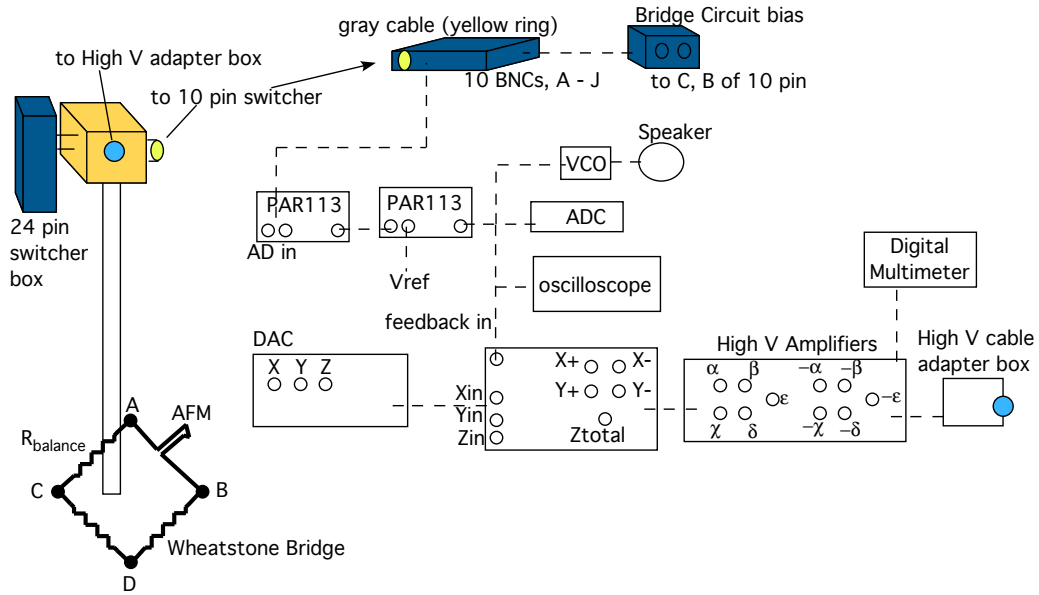 gray cable (yellow ring)
Bridge Circuit bias
to High V adapter box
to 10 pin switcher
10 BNCs, A - J
to C, B of 10 pin
Speaker
VCO
PAR113
PAR113
ADC
24 pin
switcher
box
AD in
Vref
Digital
Multimeter
oscilloscope
feedback in
DAC
X Y Z
High V Amplifiers
High V cable
adapter box
X+ X-
Y+ Y-
Ztotal
Xin
Yin
Zin
α β −α −β
ε −ε
χ δ −χ −δ
A
AFM
Rbalance
C
B
Wheatstone Bridge
D